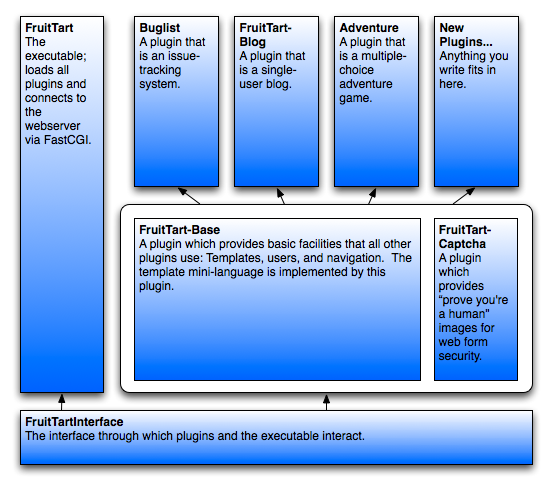 FruitTart
The
executable;
loads all
plugins and
connects to
the
webserver
via FastCGI.
Buglist
A plugin that
is an issue-
tracking
system.
FruitTart-
Blog
A plugin that
is a single-
user blog.
Adventure
A plugin that
is a multiple-
choice
adventure
game.
New
Plugins...
Anything you
write fits in
here.
FruitTart-Base
A plugin which provides basic facilities that all other
plugins use: Templates, users, and navigation.  The
template mini-language is implemented by this
plugin.
FruitTart-
Captcha
A plugin
which
provides
“prove you're
a human”
images for
web form
security.
FruitTartInterface
The interface through which plugins and the executable interact.